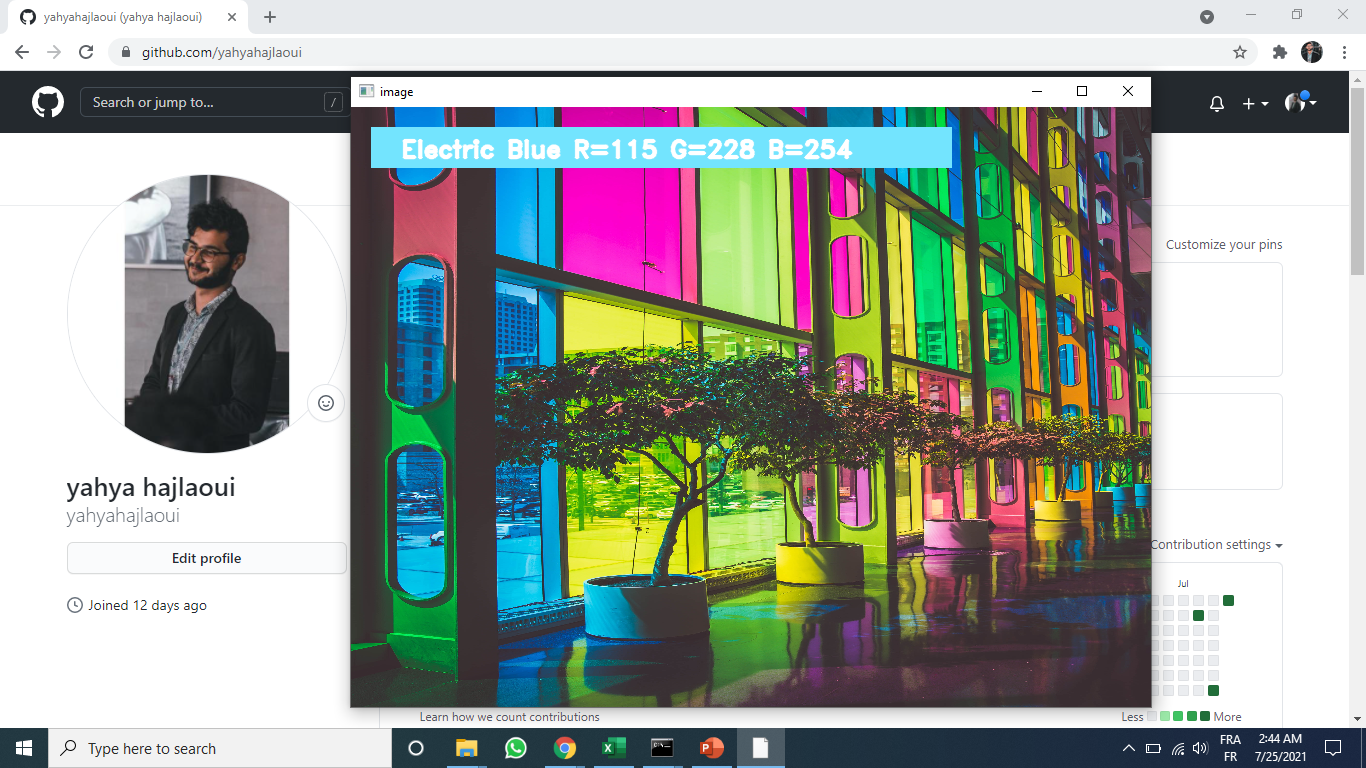 yahyahajlaoui (yahya hajlaoui)
github.com/yahyahajlaoui
Search or jump to...
/
image
Electric Blue R=115 G=228 B=254
Customize your pins
yahya hajlaoui
yahyahajlaoui
Edit profile
Joined 12 days ago
Contribution settings
Jul
Learn how we count contributions
Less
More
Type here to search
FRA
FR
2:44 AM
7/25/2021